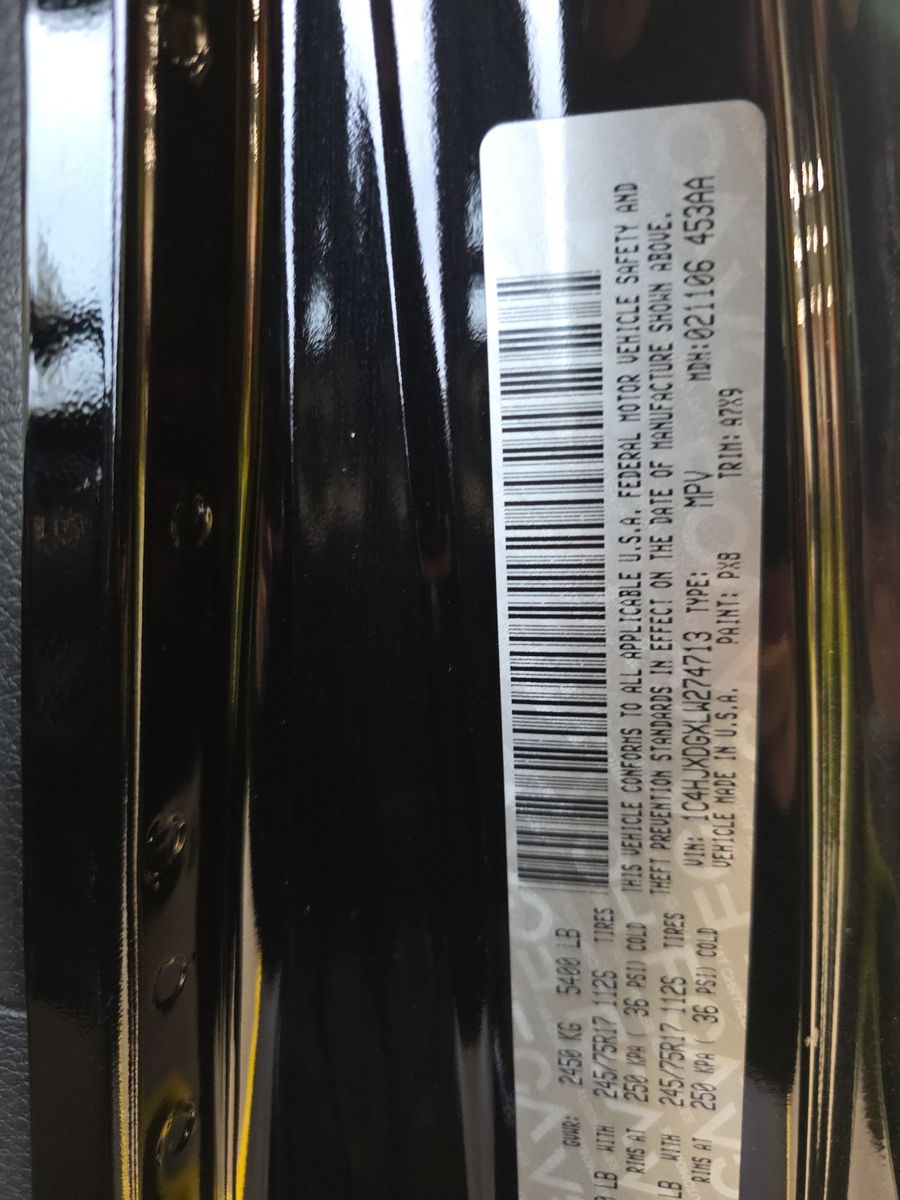 GVWR: 2450 KG 5400 LB
LB WITH 245/75R17 112S TIRES
RIMS AT 250 KPA ( 36 PSI) COLD
LB WITH 245/75R17 112S TIRES
RIMS AT 250 KPA ( 36 PSI) COLD
THIS VEHICLE CONFORMS TO ALL APPLICABLE U.S.A. FEDERAL MOTOR VEHICLE SAFETY AND
THEFT PREVENTION STANDARDS IN EFFECT ON THE DATE OF MANUFACTURE SHOWN ABOVE.
VIN: 1C4HJXDGXLW274713 TYPE: MPV MDH:021106 453AA
VEHICLE MADE IN U.S.A. PAINT: PX8 TRIM: A7X9